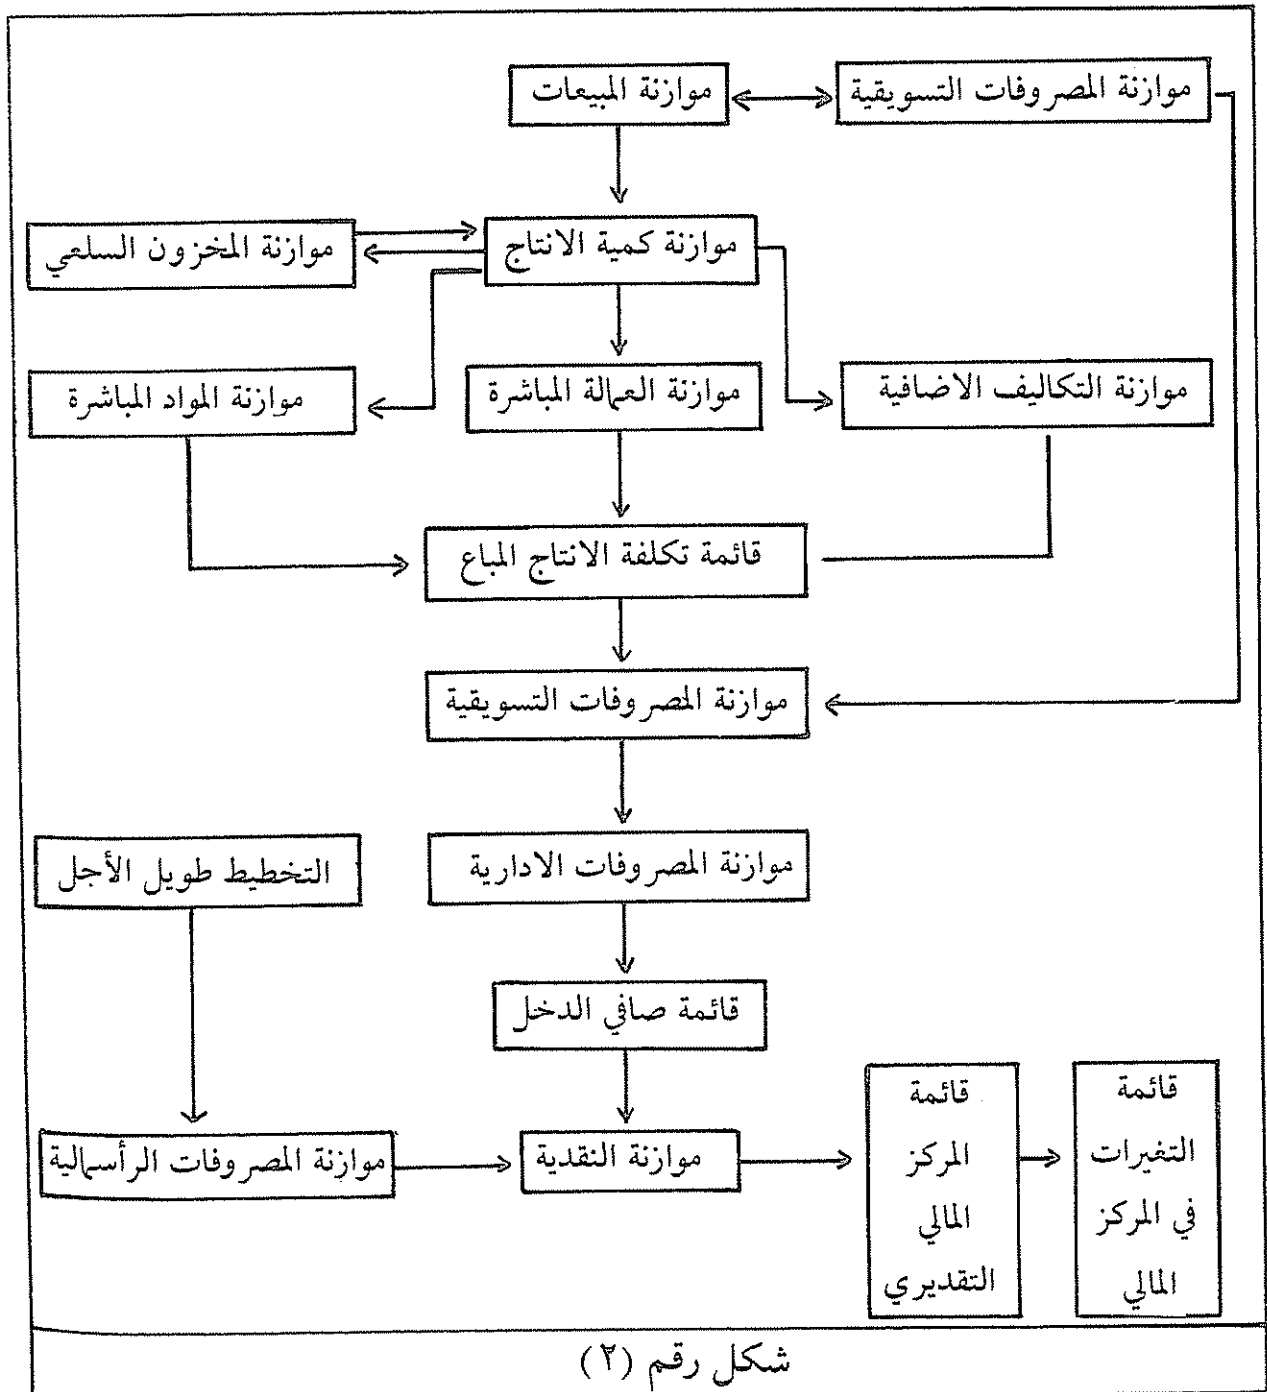 موازنة المصروفات التسويقية
موازنة المبيعات
موازنة كمية الانتاج
موازنة المخزون السلعي
موازنة التكاليف الاضافية
موازنة العمالة المباشرة
موازنة المواد المباشرة
قائمة تكلفة الانتاج المباع
موازنة المصروفات التسويقية
موازنة المصروفات الادارية
التخطيط طويل الأجل
قائمة صافي الدخل
قائمة
التغيرات
في المركز
المالي
قائمة
المركز
المالي
التقديري
موازنة النقدية
موازنة المصروفات الرأسمالية
شكل رقم (٢)